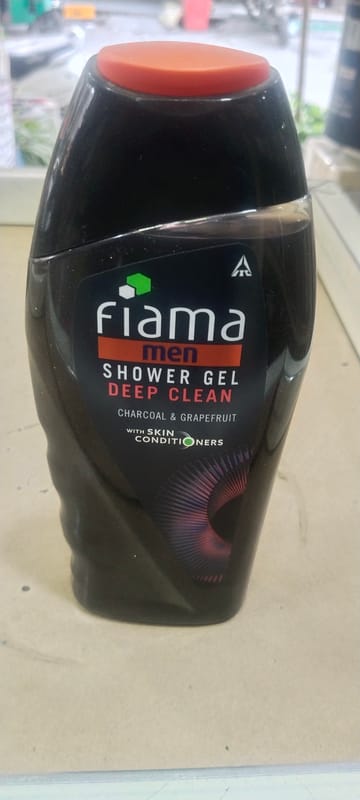 ITC
fiama
men
SHOWER GEL
DEEP CLEAN
CHARCOAL & GRAPEFRUIT
WITH SKIN
CONDITIONERS